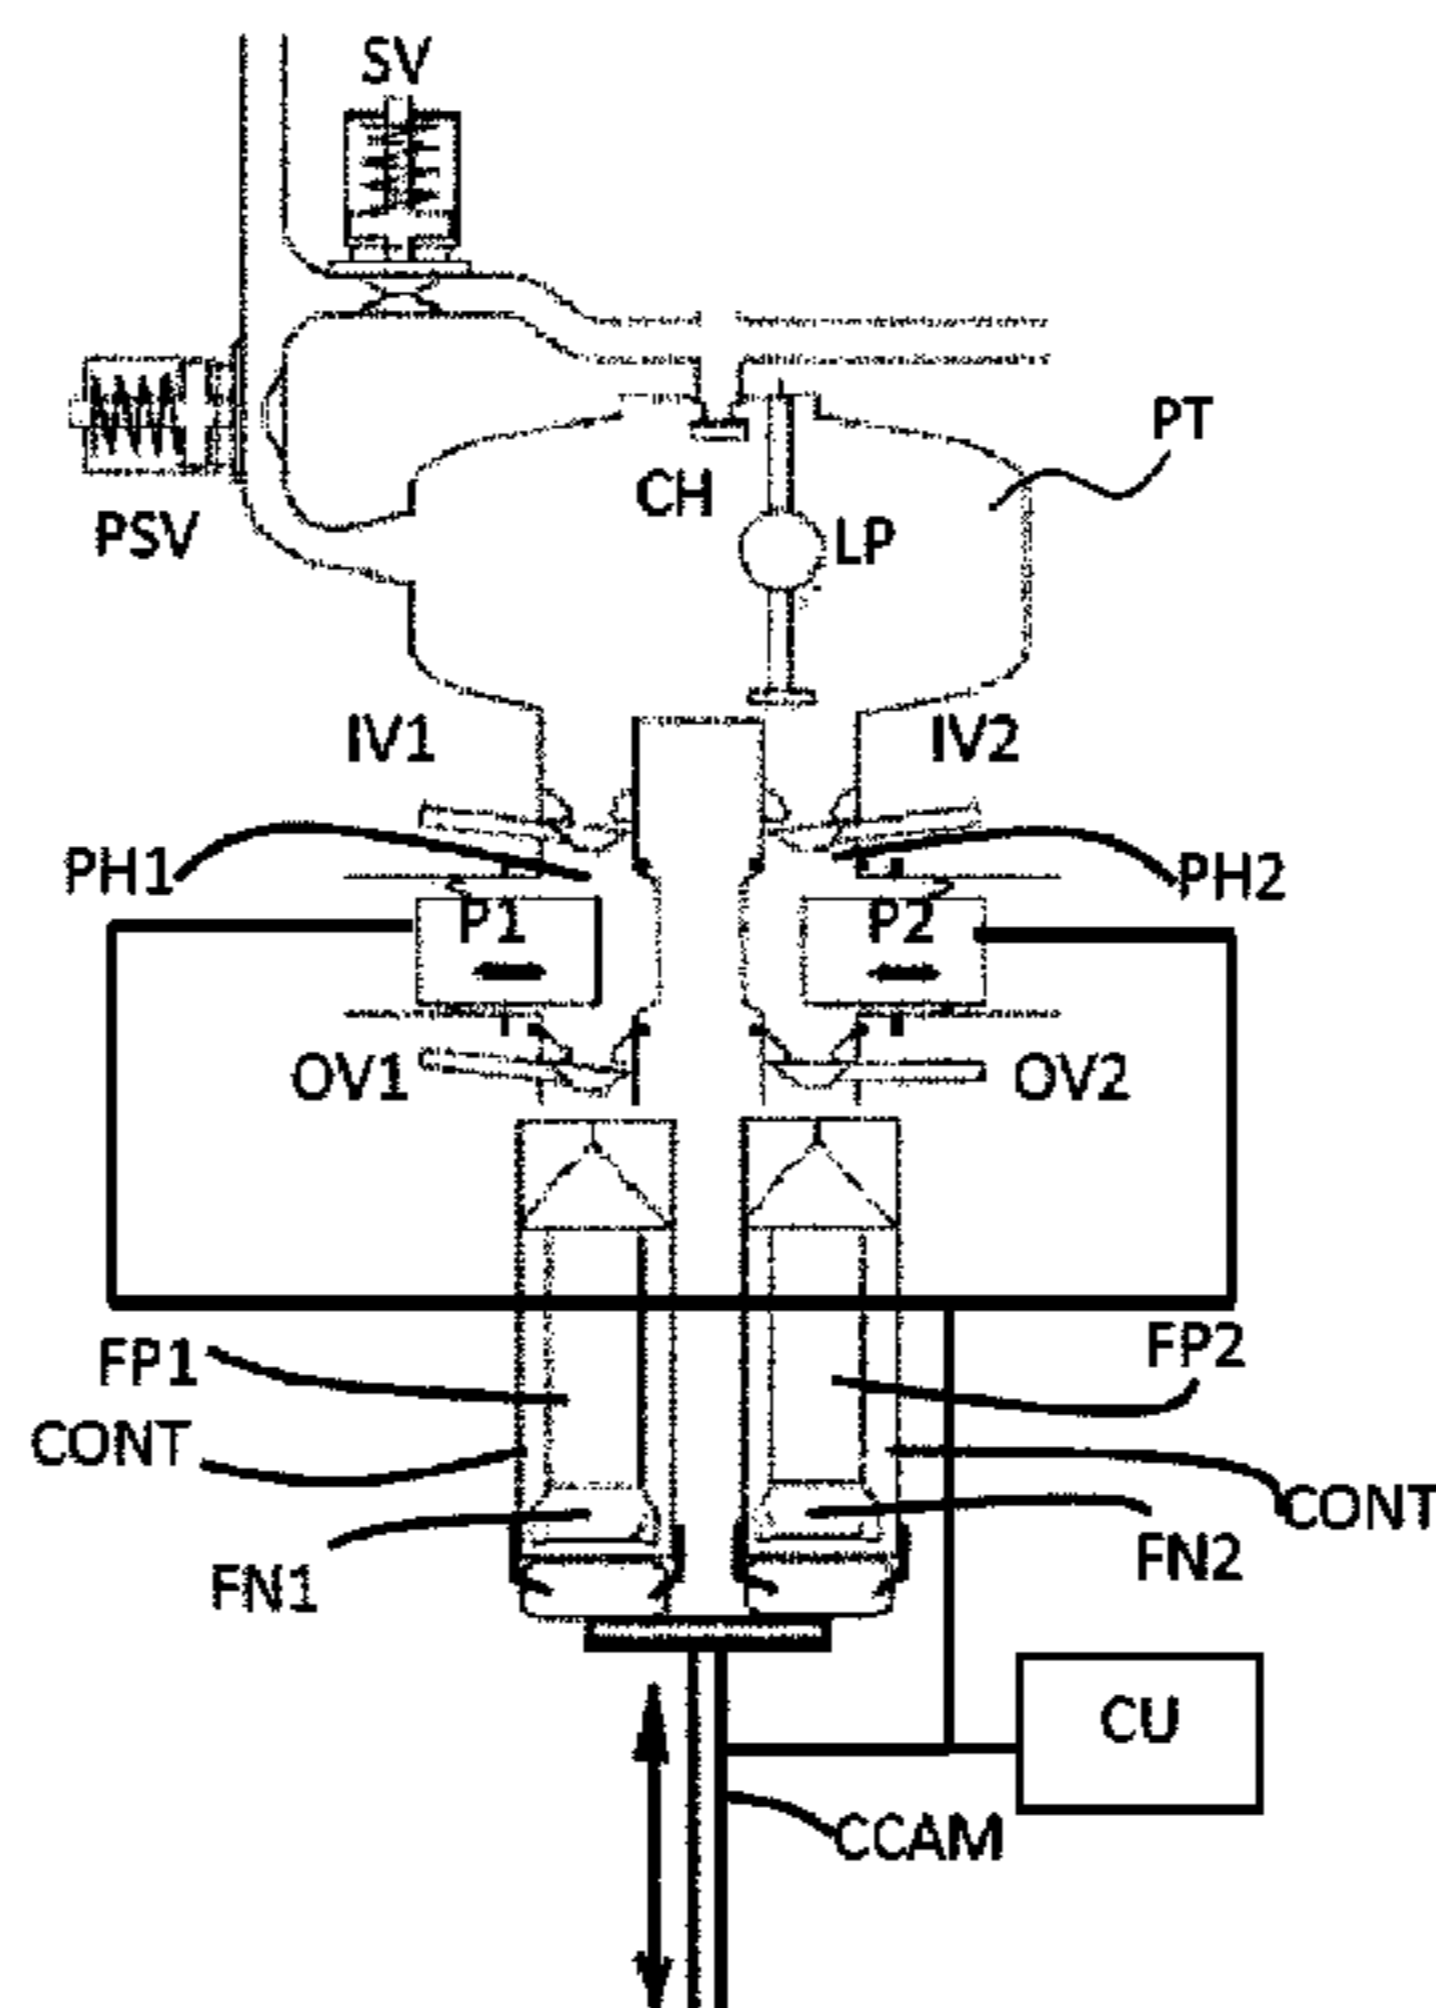 SV
PT
CH
PSV
LP
IV1
IV2
PH1
PH2
P1
P2
OV1
OV2
FP1
FP2
CONT
CONT
FN1
FN2
CU
CCAM